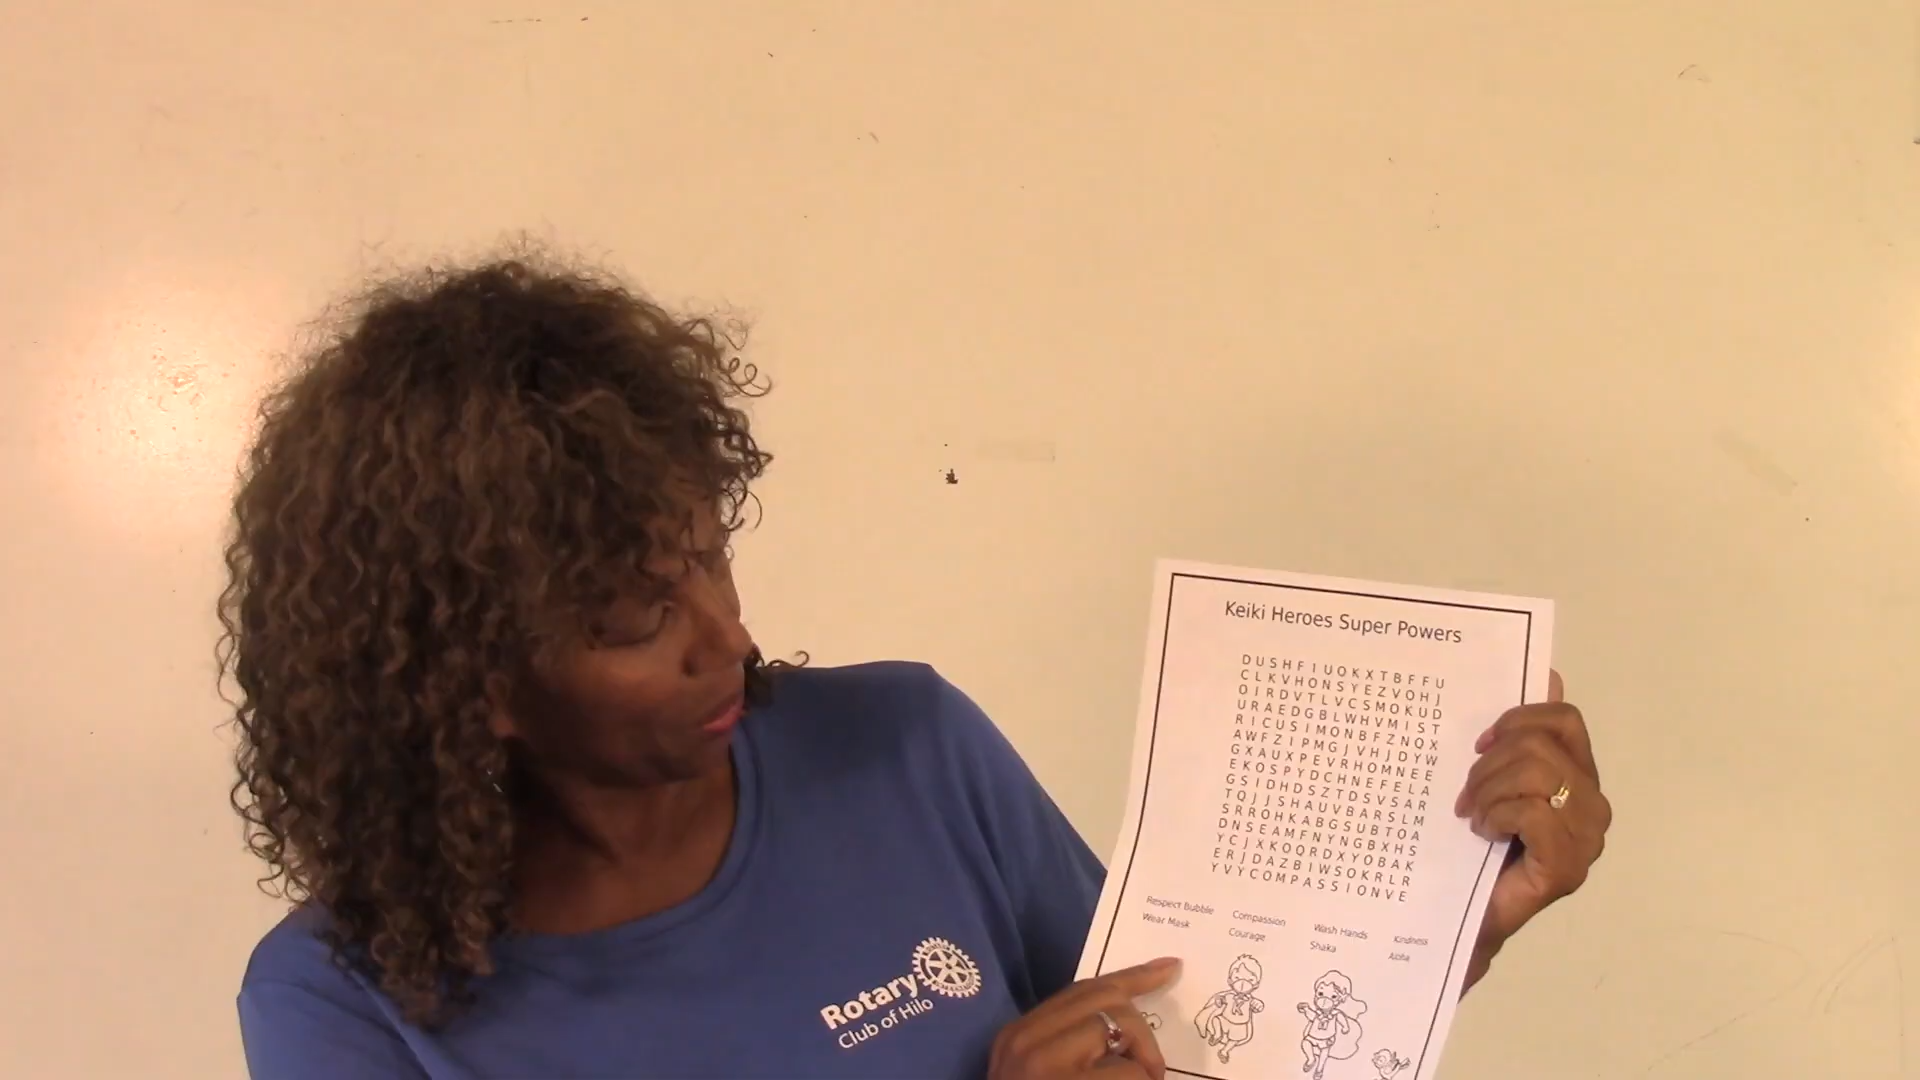 Keiki Heroes Super Powers
D U S H F I U O K X T B F F U
C L K V H O N S Y E Z V O H J
O I R D V T L V C S M O K U D
U R A E D G B L W H V M I S T
R I C U S I M O N B F Z N Q X
A W F Z I P M G J V H J D Y W
G X A U X P E V R H O M N E E
E K O S P Y D C H N E F E L A
G S I D H D S Z T D S V S A R
T Q J J S H A U V B A R S L M
S R R O H K A B G S U B T O A
D N S E A M F N Y N G B X H S
Y C J X K O Q R D X Y O B A K
E R J D A Z B I W S O K R L R
Y V Y C O M P A S S I O N V E
Respect Bubble Compassion Wash Hands Kindness
Wear Mask Courage Shaka Aloha
Rotary
Club of Hilo